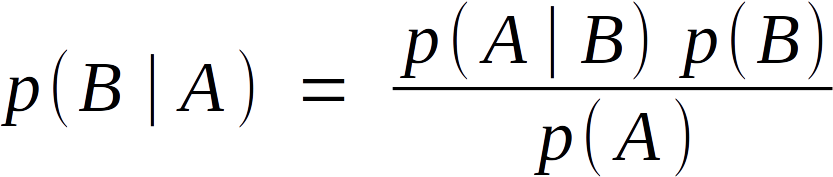 p(B | A) = p(A | B) p(B) / p(A)